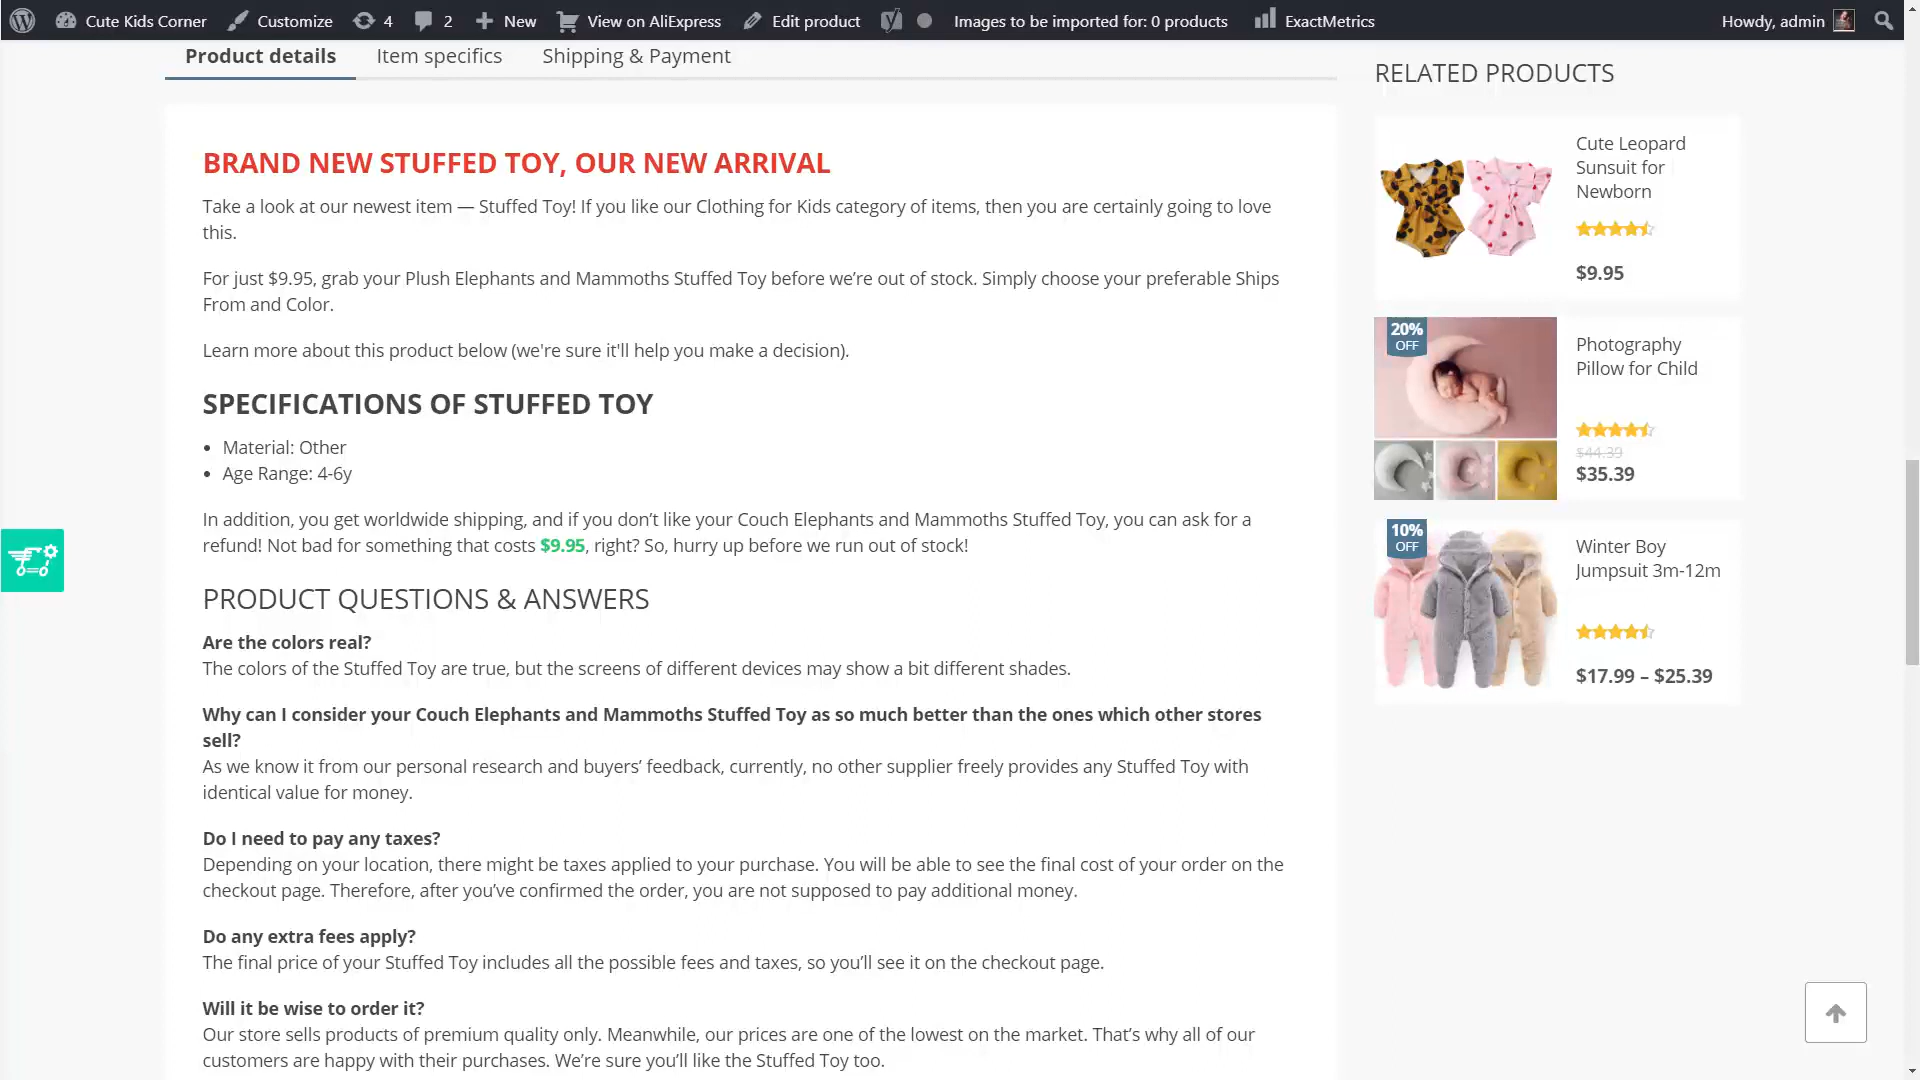 Cute Kids Corner Customize 4 2 New View on AliExpress Edit product Images to be imported for: 0 products ExactMetrics Howdy, admin
Product details Item specifics Shipping & Payment
BRAND NEW STUFFED TOY, OUR NEW ARRIVAL
Take a look at our newest item — Stuffed Toy! If you like our Clothing for Kids category of items, then you are certainly going to love
this.
For just $9.95, grab your Plush Elephants and Mammoths Stuffed Toy before we’re out of stock. Simply choose your preferable Ships
From and Color.
Learn more about this product below (we're sure it'll help you make a decision).
SPECIFICATIONS OF STUFFED TOY
• Material: Other
• Age Range: 4-6y
In addition, you get worldwide shipping, and if you don’t like your Couch Elephants and Mammoths Stuffed Toy, you can ask for a
refund! Not bad for something that costs $9.95, right? So, hurry up before we run out of stock!
PRODUCT QUESTIONS & ANSWERS
Are the colors real?
The colors of the Stuffed Toy are true, but the screens of different devices may show a bit different shades.
Why can I consider your Couch Elephants and Mammoths Stuffed Toy as so much better than the ones which other stores
sell?
As we know it from our personal research and buyers’ feedback, currently, no other supplier freely provides any Stuffed Toy with
identical value for money.
Do I need to pay any taxes?
Depending on your location, there might be taxes applied to your purchase. You will be able to see the final cost of your order on the
checkout page. Therefore, after you’ve confirmed the order, you are not supposed to pay additional money.
Do any extra fees apply?
The final price of your Stuffed Toy includes all the possible fees and taxes, so you’ll see it on the checkout page.
Will it be wise to order it?
Our store sells products of premium quality only. Meanwhile, our prices are one of the lowest on the market. That’s why all of our
customers are happy with their purchases. We’re sure you’ll like the Stuffed Toy too.
RELATED PRODUCTS
Cute Leopard
Sunsuit for
Newborn
$9.95
20%
OFF
Photography
Pillow for Child
$44.39
$35.39
10%
OFF
Winter Boy
Jumpsuit 3m-12m
$17.99 – $25.39